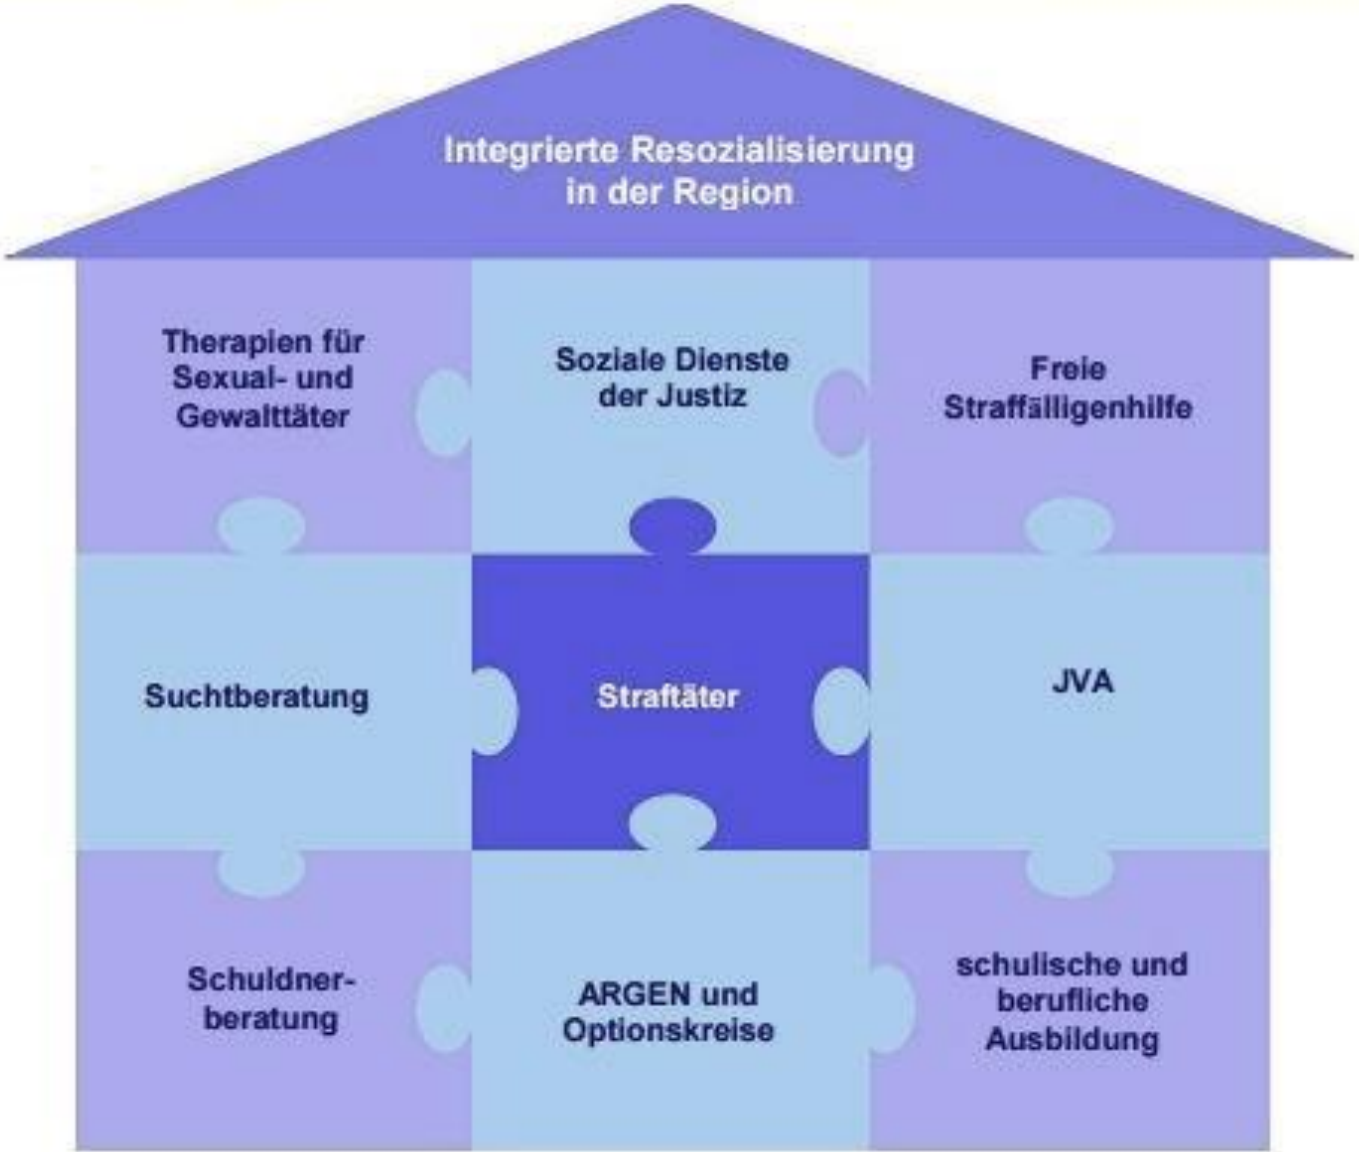 Integrierte Resozialisierung
in der Region
Therapien für
Sexual- und
Gewalttäter
Soziale Dienste
der Justiz
Freie
Straffälligenhilfe
Suchtberatung
Straftäter
JVA
Schuldner-
beratung
ARGEN und
Optionskreise
schulische und
berufliche
Ausbildung